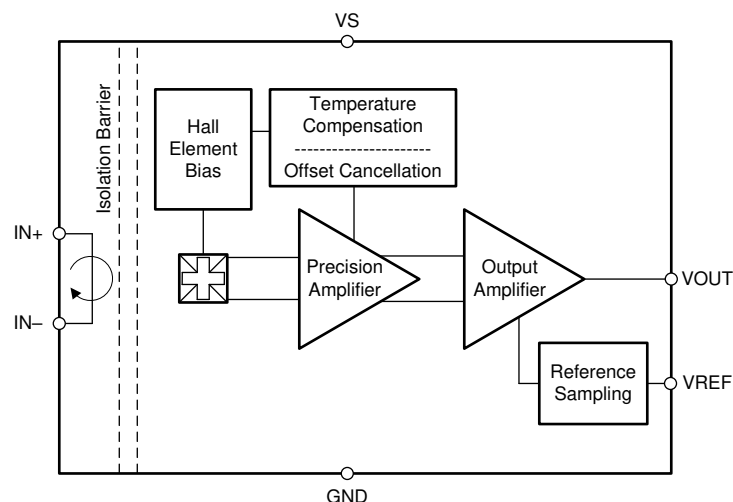 VS
Isolation Barrier
Hall
Element
Bias
Temperature
Compensation
Offset Cancellation
IN+
IN–
Precision
Amplifier
Output
Amplifier
VOUT
Reference
Sampling
VREF
GND